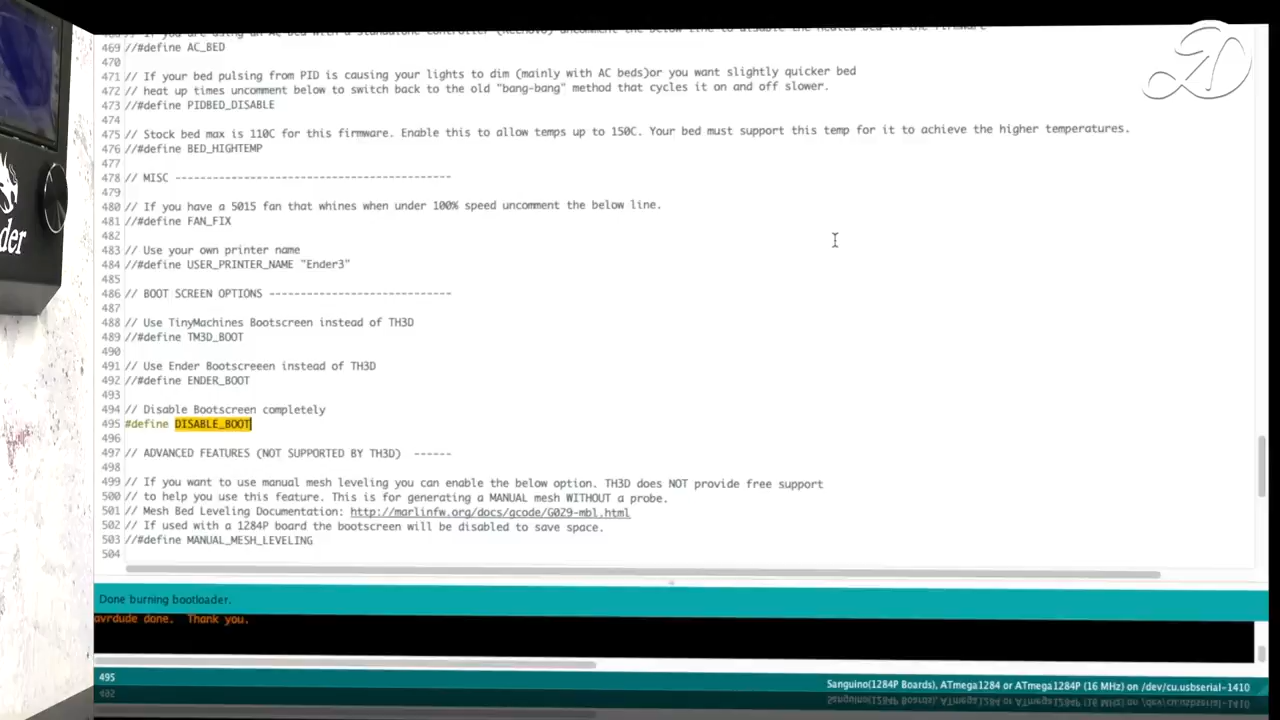 469 //#define AC_BED
470
471 // If your bed pulsing from PID is causing your lights to dim (mainly with AC beds)or you want slightly quicker bed
472 // heat up times uncomment below to switch back to the old "bang-bang" method that cycles it on and off slower.
473 //#define PIDBED_DISABLE
474
475 // Stock bed max is 110C for this firmware. Enable this to allow temps up to 150C. Your bed must support this temp for it to achieve the higher temperatures.
476 //#define BED_HIGHTEMP
477
478 // MISC --------------------------------------------
479
480 // If you have a 5015 fan that whines when under 100% speed uncomment the below line.
481 //#define FAN_FIX
482
483 // Use your own printer name
484 //#define USER_PRINTER_NAME "Ender3"
485
486 // BOOT SCREEN OPTIONS -----------------------------
487
488 // Use TinyMachines Bootscreen instead of TH3D
489 //#define TM3D_BOOT
490
491 // Use Ender Bootscreeen instead of TH3D
492 //#define ENDER_BOOT
493
494 // Disable Bootscreen completely
495 #define DISABLE_BOOT
496
497 // ADVANCED FEATURES (NOT SUPPORTED BY TH3D) ------
498
499 // If you want to use manual mesh leveling you can enable the below option. TH3D does NOT provide free support
500 // to help you use this feature. This is for generating a MANUAL mesh WITHOUT a probe.
501 // Mesh Bed Leveling Documentation: http://marlinfw.org/docs/gcode/G029-mbl.html
502 // If used with a 1284P board the bootscreen will be disabled to save space.
503 //#define MANUAL_MESH_LEVELING
504
Done burning bootloader.
avrdude done. Thank you.
495
Sanguino(1284P Boards), ATmega1284 or ATmega1284P (16 MHz) on /dev/cu.usbserial-1410